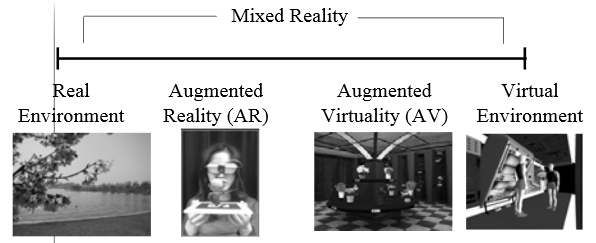 Mixed Reality
Real
Environment
Augmented
Reality (AR)
Augmented
Virtuality (AV)
Virtual
Environment